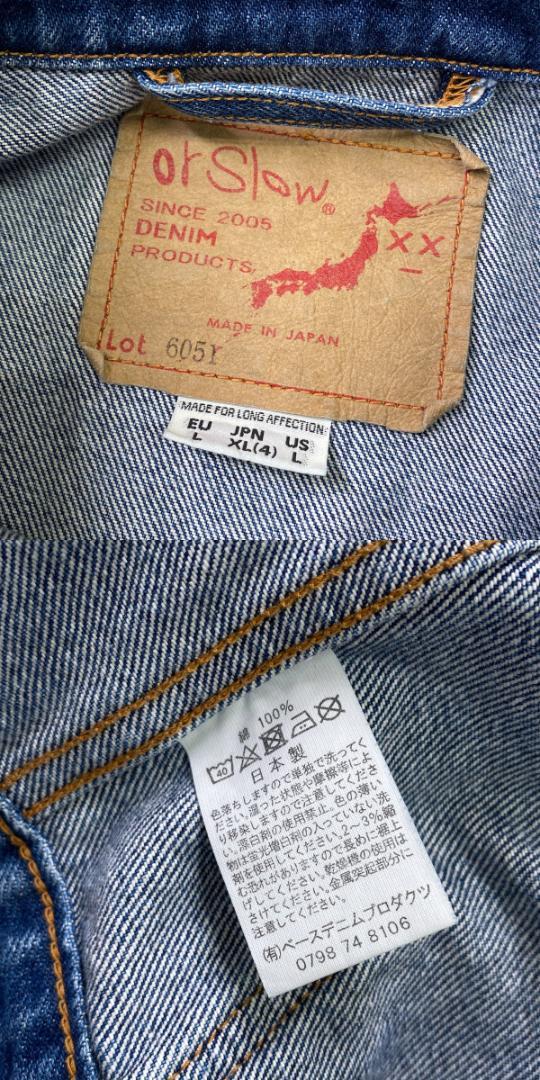 orSlow®
SINCE 2005
DENIM
PRODUCTS,
XX
MADE IN JAPAN
Lot 6051
MADE FOR LONG AFFECTION
EU JPN US
L XL(4) L
綿 100%
40
日本製
色落ちしますので単独で洗ってく
ださい。湿った状態や摩擦等によ
り移染しますので注意してくださ
い。漂白剤の使用禁止。色の薄い
物は蛍光増白剤の入っていない洗
剤を使用してください。2～3%縮
む恐れがありますので長めに裾上
げしてください。乾燥機の使用は
さけてください。金属突起部分に
注意してください。
(有)ベースデニムプロダクツ
0798 74 8106